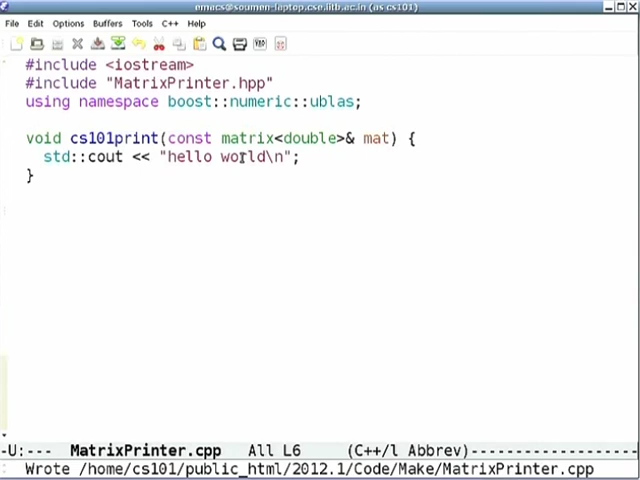 emacs@soumen-laptop.cse.iitb.ac.in (as cs101)
File Edit Options Buffers Tools C++ Help
#include <iostream>
#include "MatrixPrinter.hpp"
using namespace boost::numeric::ublas;
void cs101print(const matrix<double>& mat) {
std::cout << "hello world\n";
}
-U:--- MatrixPrinter.cpp All L6 (C++/l Abbrev)------------------
Wrote /home/cs101/public_html/2012.1/Code/Make/MatrixPrinter.cpp